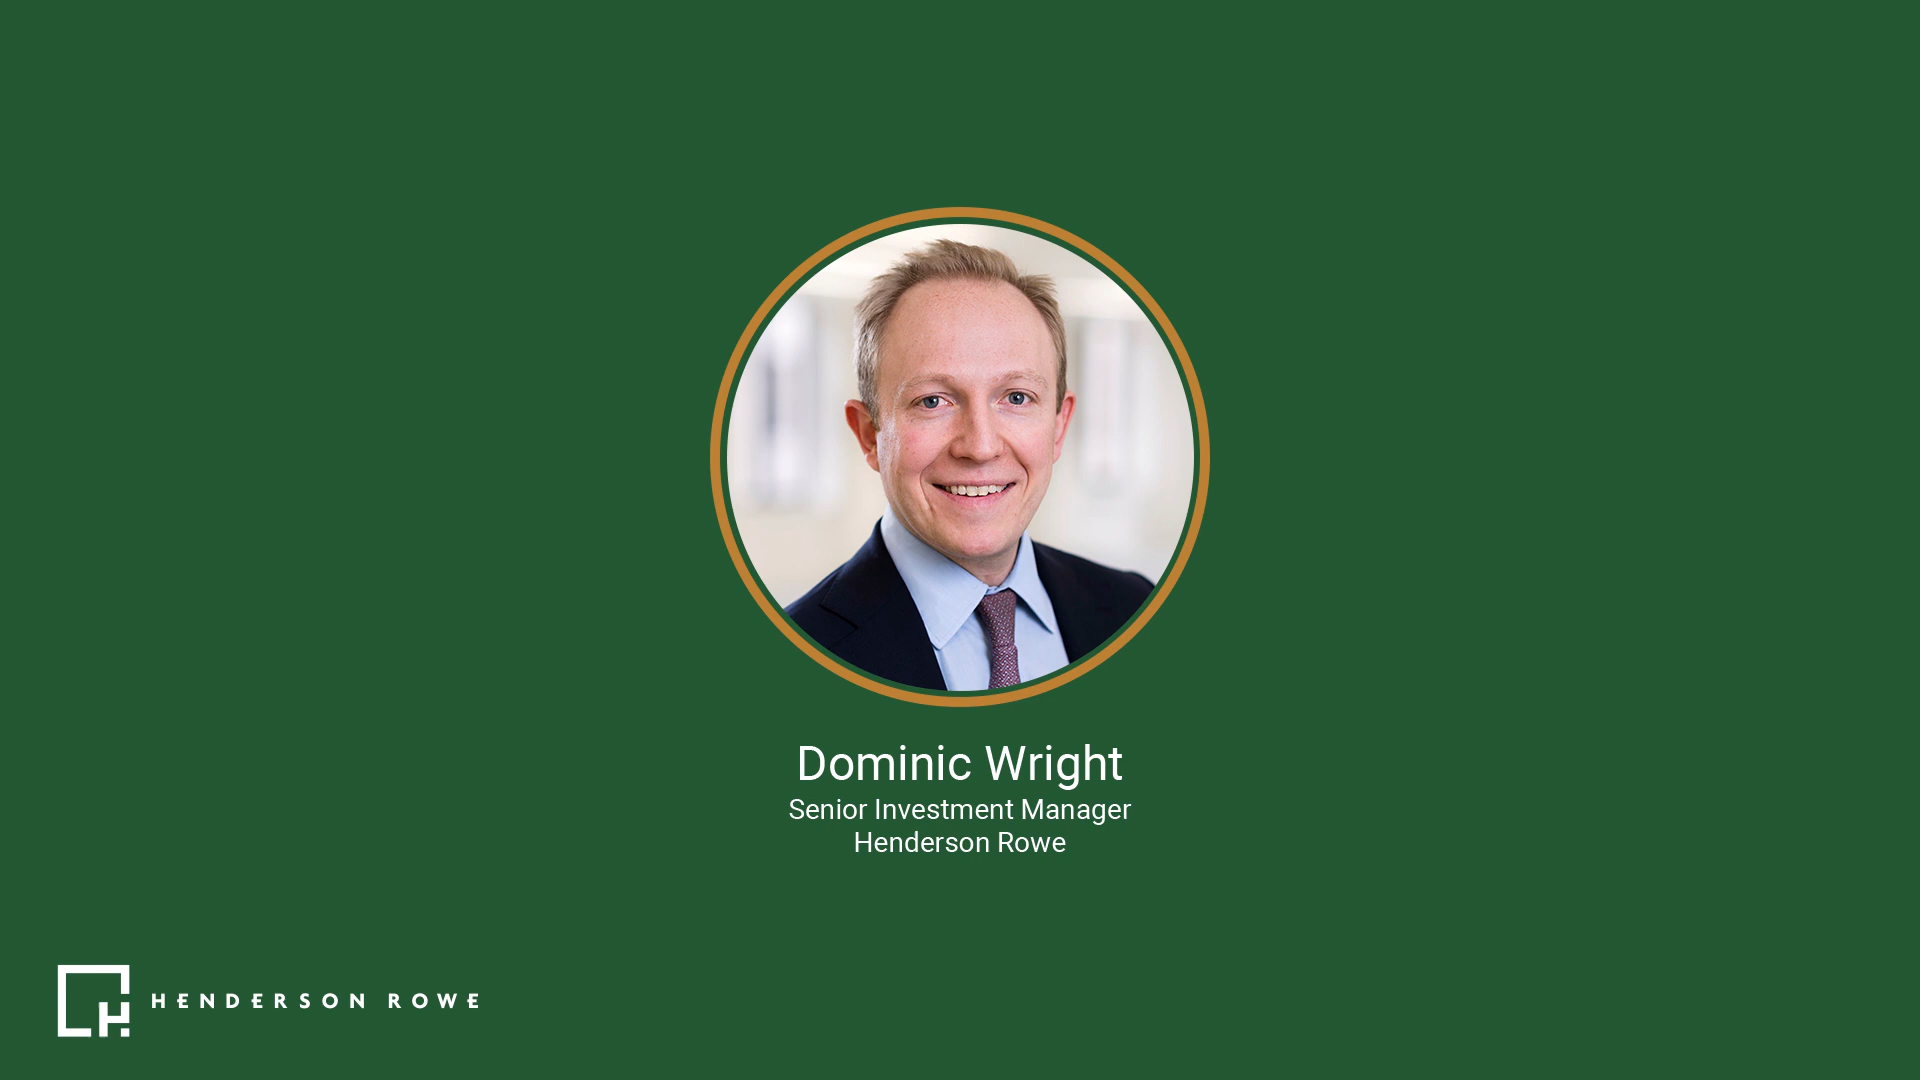 Dominic Wright
Senior Investment Manager
Henderson Rowe
HENDERSON ROWE